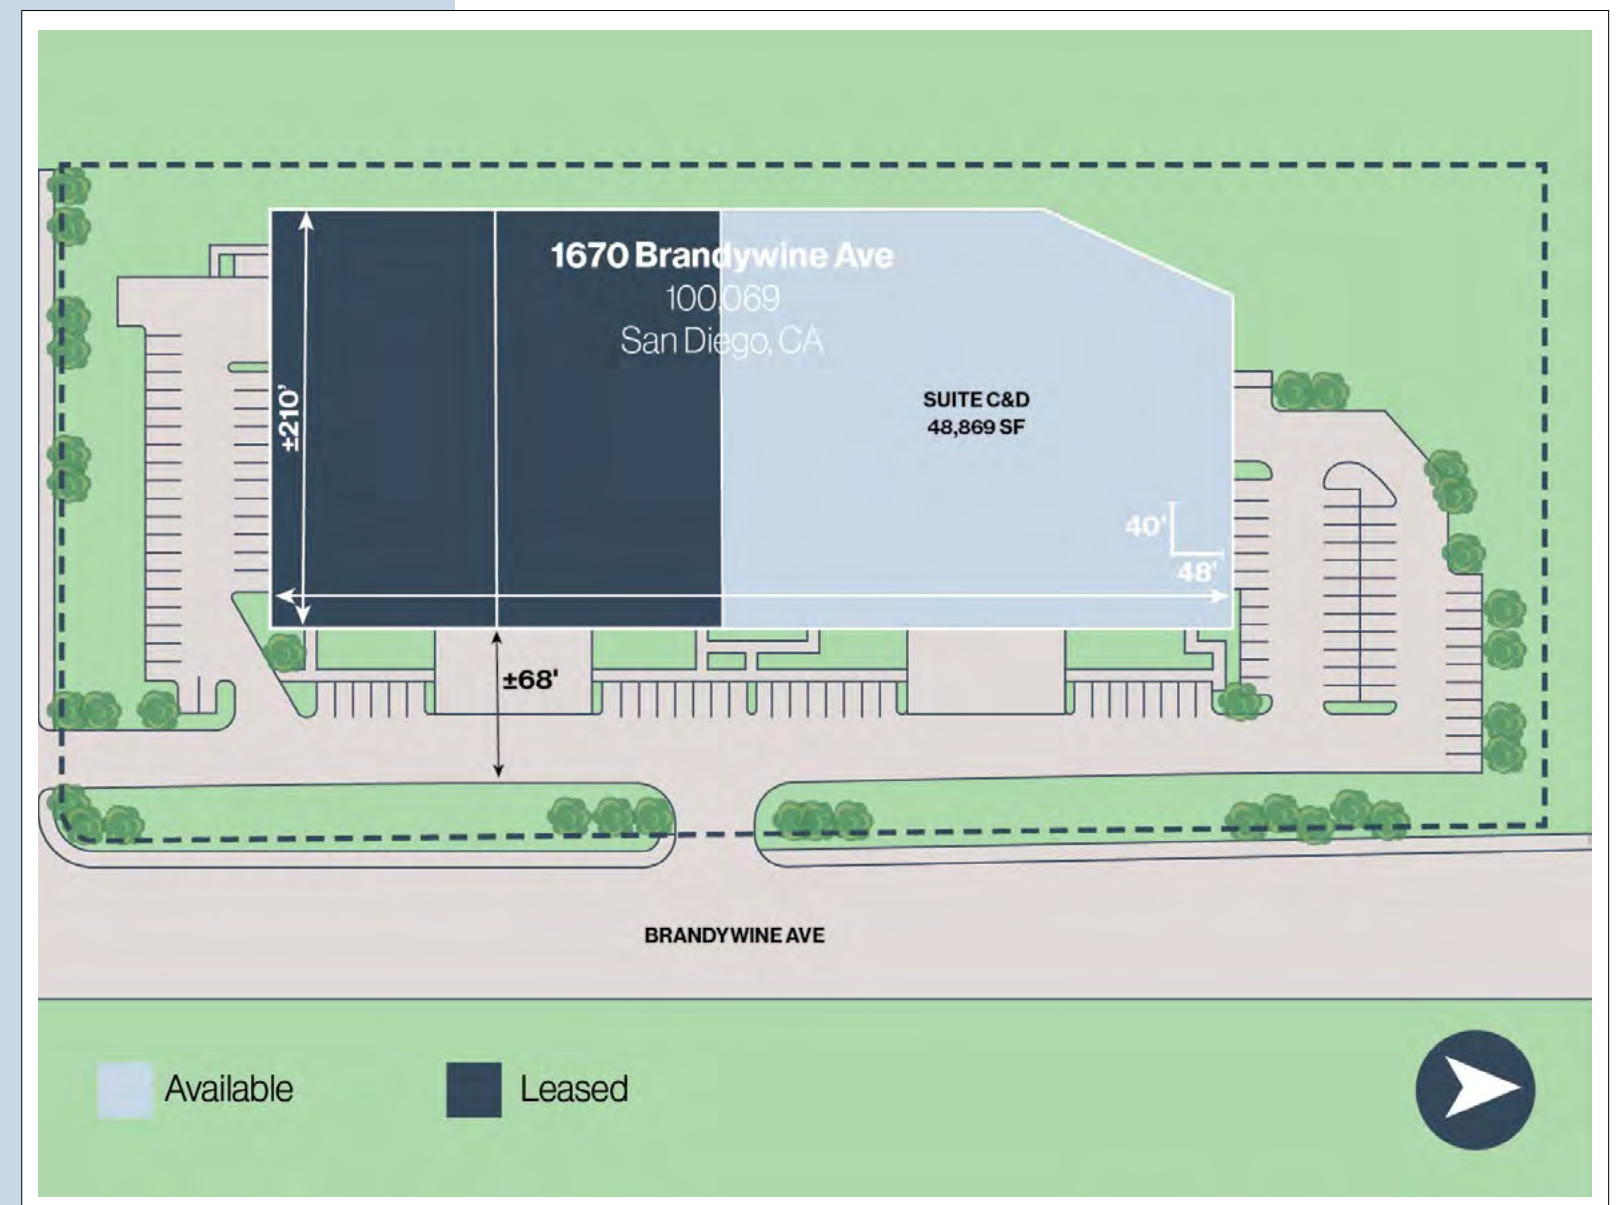 1670 Brandywine Ave
100,069
San Diego, CA
±210'
SUITE C&D
48,869 SF
40'
48'
±68'
BRANDYWINE AVE
Available
Leased